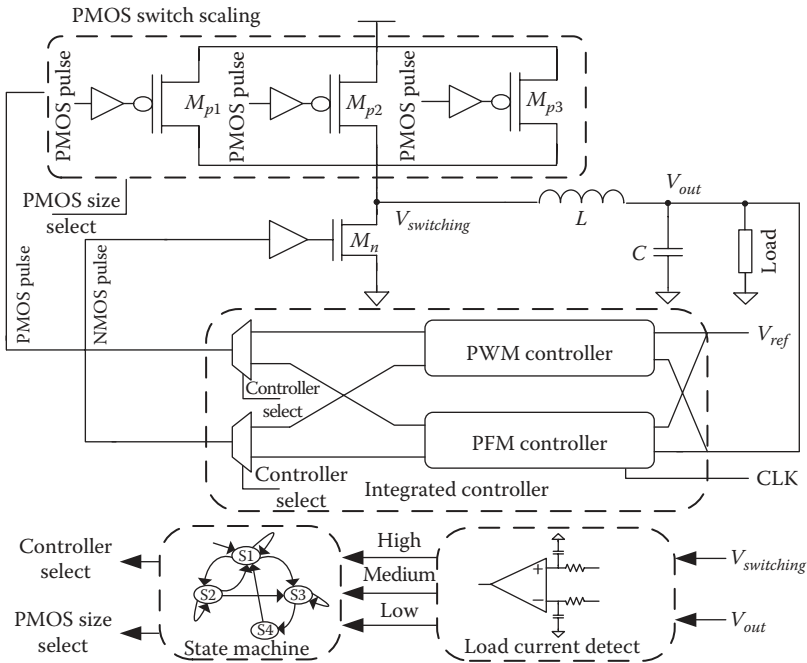 PMOS switch scaling
PMOS pulse
M_p1
PMOS pulse
M_p2
PMOS pulse
M_p3
PMOS size
select
V_switching
L
V_out
C
Load
M_n
PMOS pulse
NMOS pulse
PWM controller
V_ref
Controller
select
PFM controller
Controller
select
Integrated controller
CLK
Controller
select
PMOS size
select
S1
S2
S3
S4
State machine
High
Medium
Low
+
−
Load current detect
V_switching
V_out